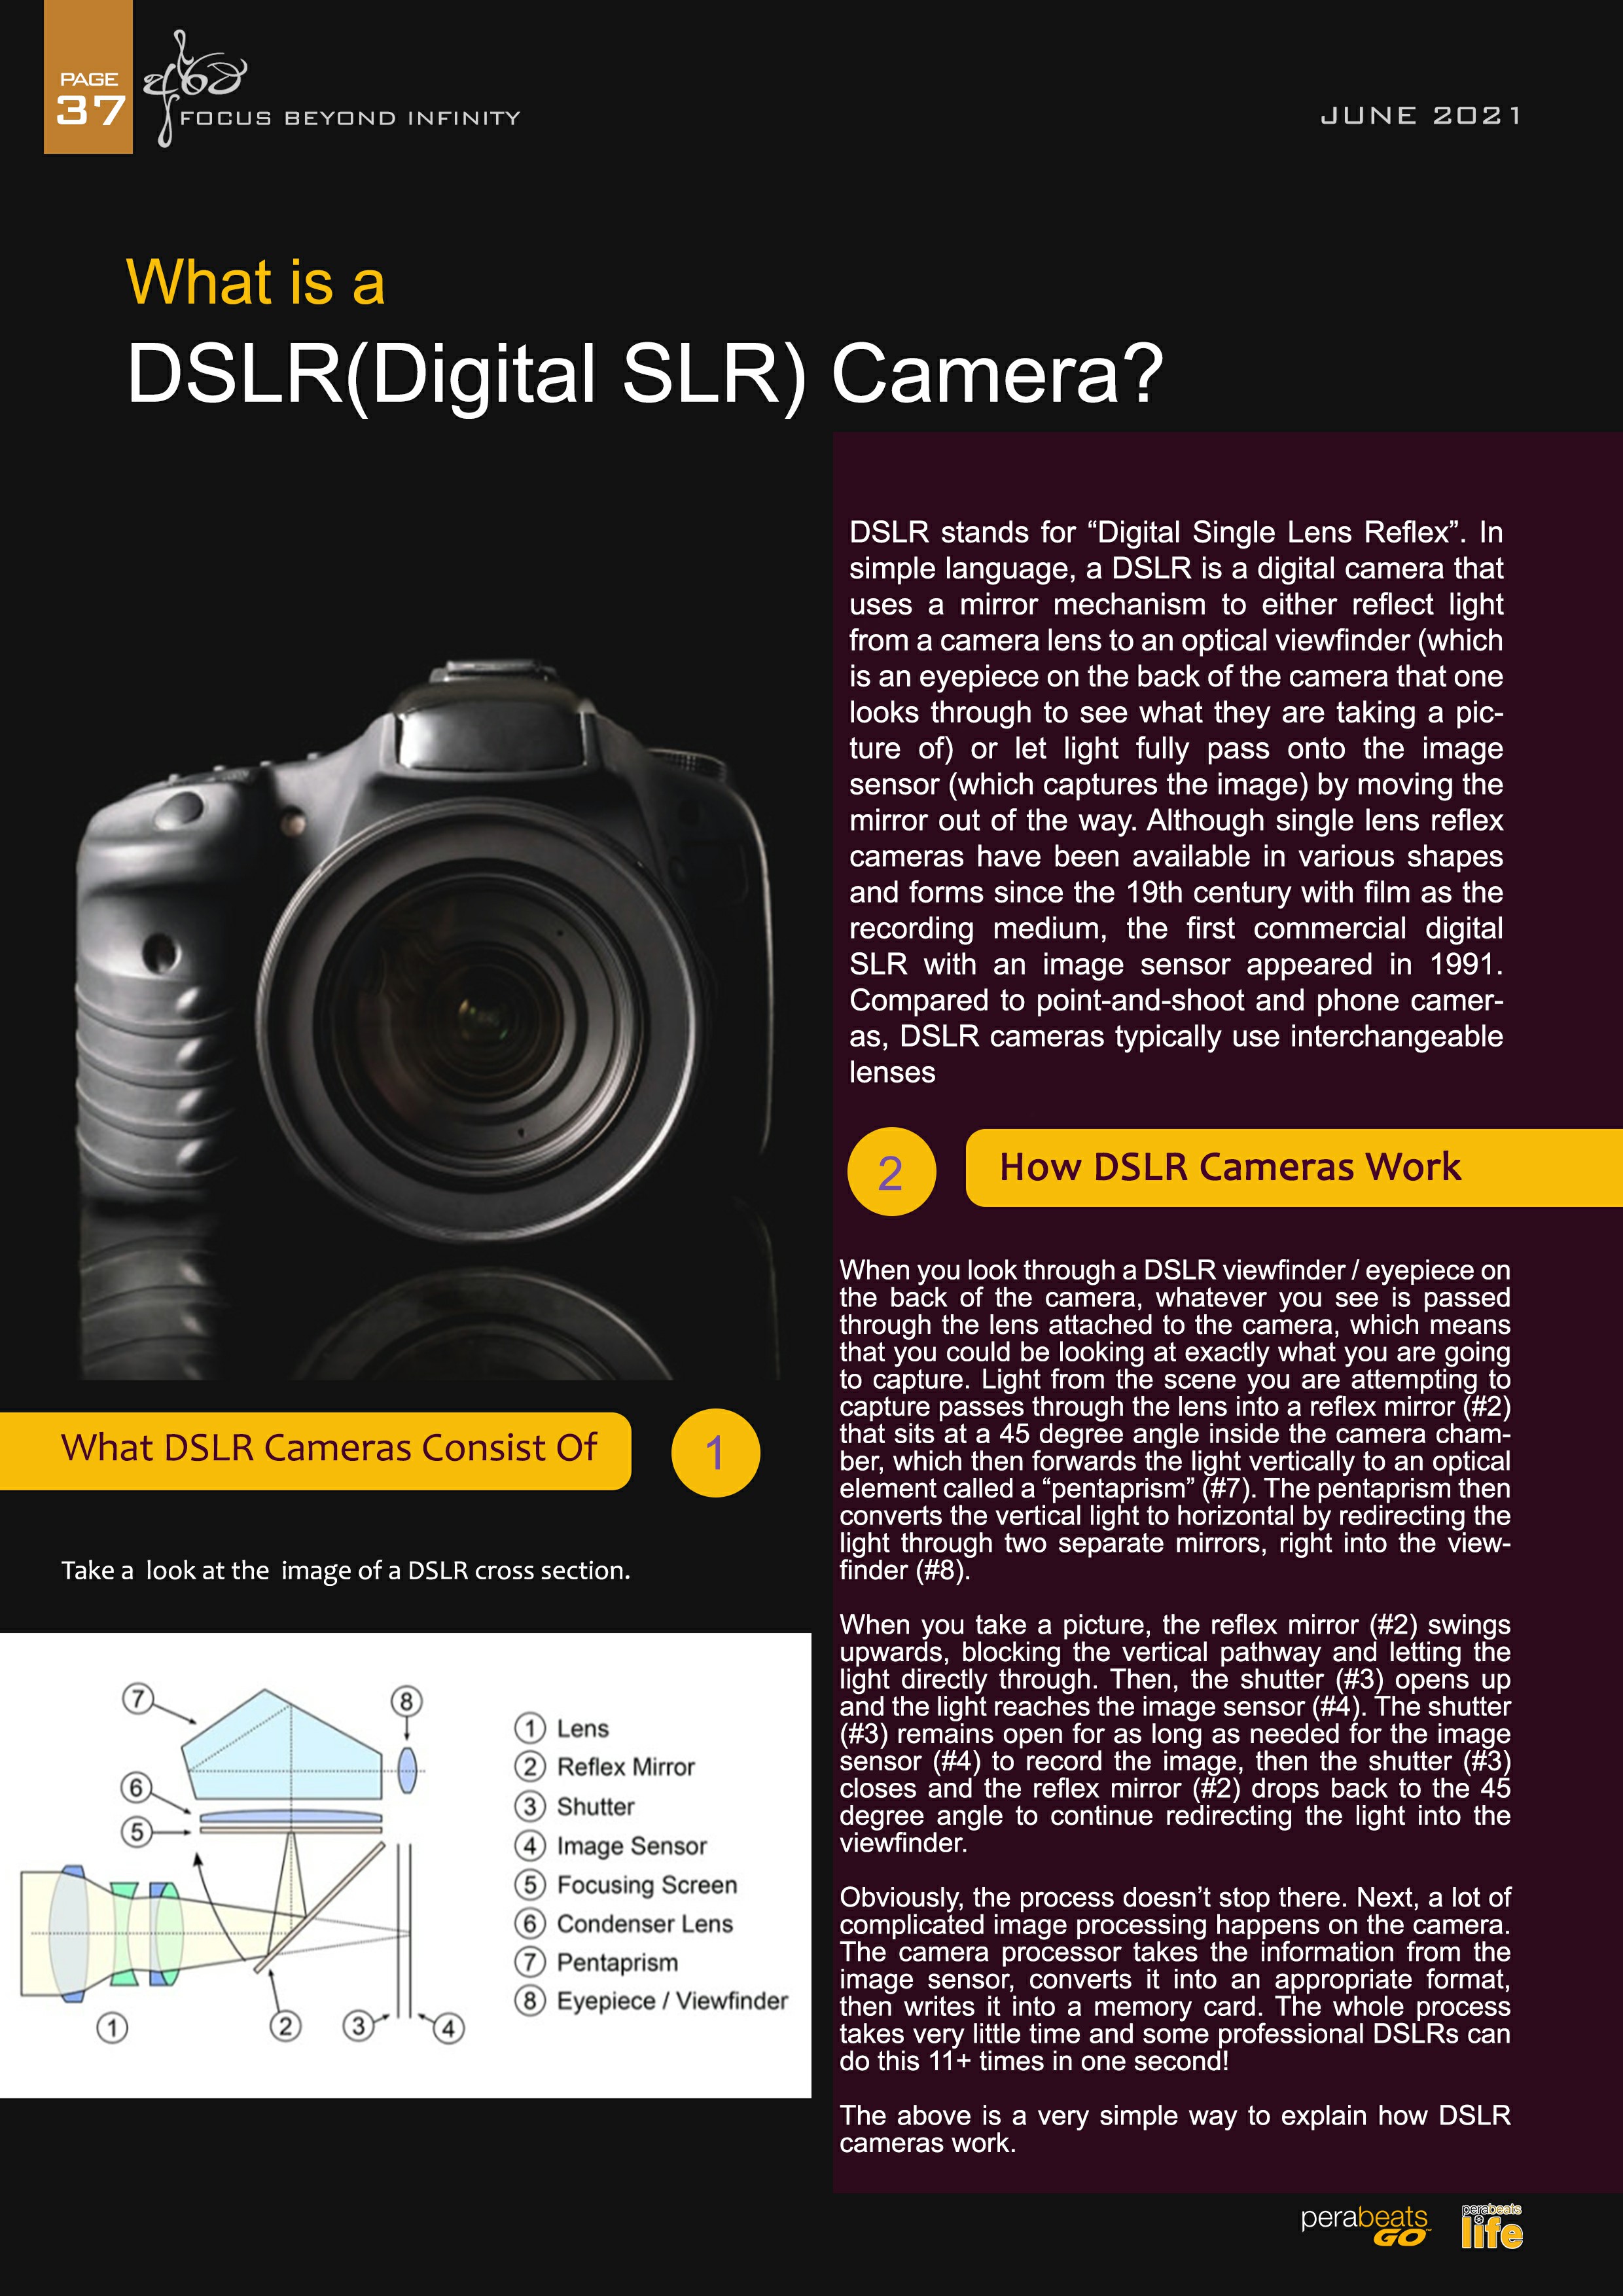 PAGE
37
FOCUS BEYOND INFINITY
JUNE 2021
What is a
DSLR(Digital SLR) Camera?
DSLR stands for “Digital Single Lens Reflex”. In
simple language, a DSLR is a digital camera that
uses a mirror mechanism to either reflect light
from a camera lens to an optical viewfinder (which
is an eyepiece on the back of the camera that one
looks through to see what they are taking a pic-
ture of) or let light fully pass onto the image
sensor (which captures the image) by moving the
mirror out of the way. Although single lens reflex
cameras have been available in various shapes
and forms since the 19th century with film as the
recording medium, the first commercial digital
SLR with an image sensor appeared in 1991.
Compared to point-and-shoot and phone camer-
as, DSLR cameras typically use interchangeable
lenses
What DSLR Cameras Consist Of
1
Take a look at the image of a DSLR cross section.
7
8
6
5
1
2
3
4
1 Lens
2 Reflex Mirror
3 Shutter
4 Image Sensor
5 Focusing Screen
6 Condenser Lens
7 Pentaprism
8 Eyepiece / Viewfinder
2
How DSLR Cameras Work
When you look through a DSLR viewfinder / eyepiece on
the back of the camera, whatever you see is passed
through the lens attached to the camera, which means
that you could be looking at exactly what you are going
to capture. Light from the scene you are attempting to
capture passes through the lens into a reflex mirror (#2)
that sits at a 45 degree angle inside the camera cham-
ber, which then forwards the light vertically to an optical
element called a “pentaprism” (#7). The pentaprism then
converts the vertical light to horizontal by redirecting the
light through two separate mirrors, right into the view-
finder (#8).
When you take a picture, the reflex mirror (#2) swings
upwards, blocking the vertical pathway and letting the
light directly through. Then, the shutter (#3) opens up
and the light reaches the image sensor (#4). The shutter
(#3) remains open for as long as needed for the image
sensor (#4) to record the image, then the shutter (#3)
closes and the reflex mirror (#2) drops back to the 45
degree angle to continue redirecting the light into the
viewfinder.
Obviously, the process doesn’t stop there. Next, a lot of
complicated image processing happens on the camera.
The camera processor takes the information from the
image sensor, converts it into an appropriate format,
then writes it into a memory card. The whole process
takes very little time and some professional DSLRs can
do this 11+ times in one second!
The above is a very simple way to explain how DSLR
cameras work.
perabeats
GO
perabeats
life